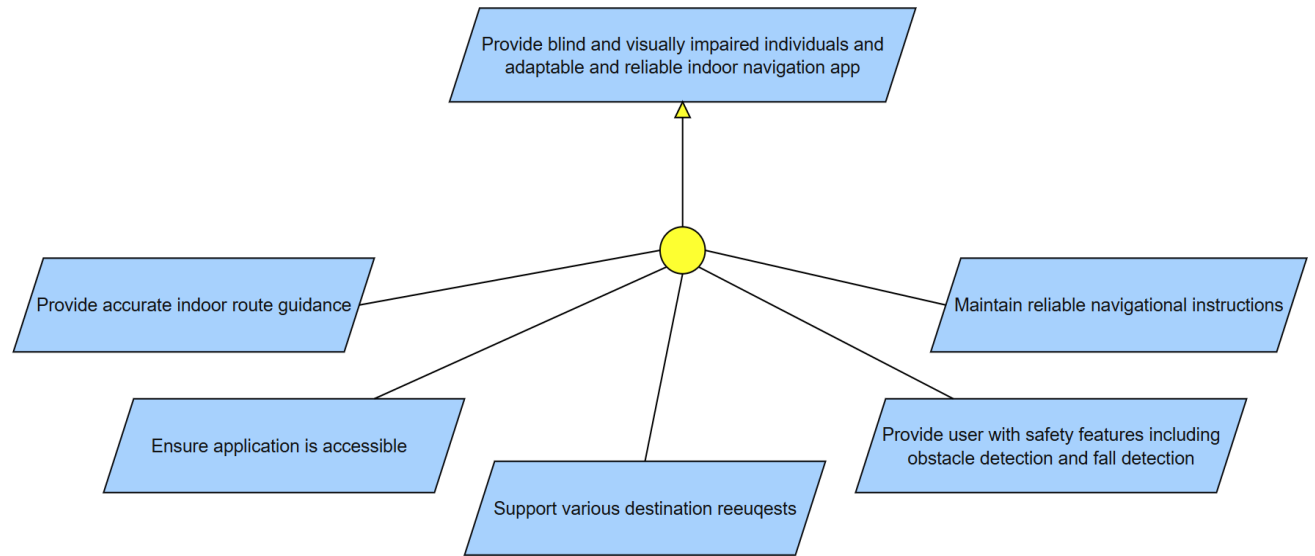 Provide blind and visually impaired individuals and
adaptable and reliable indoor navigation app
Provide accurate indoor route guidance
Maintain reliable navigational instructions
Ensure application is accessible
Provide user with safety features including
obstacle detection and fall detection
Support various destination reeuqests